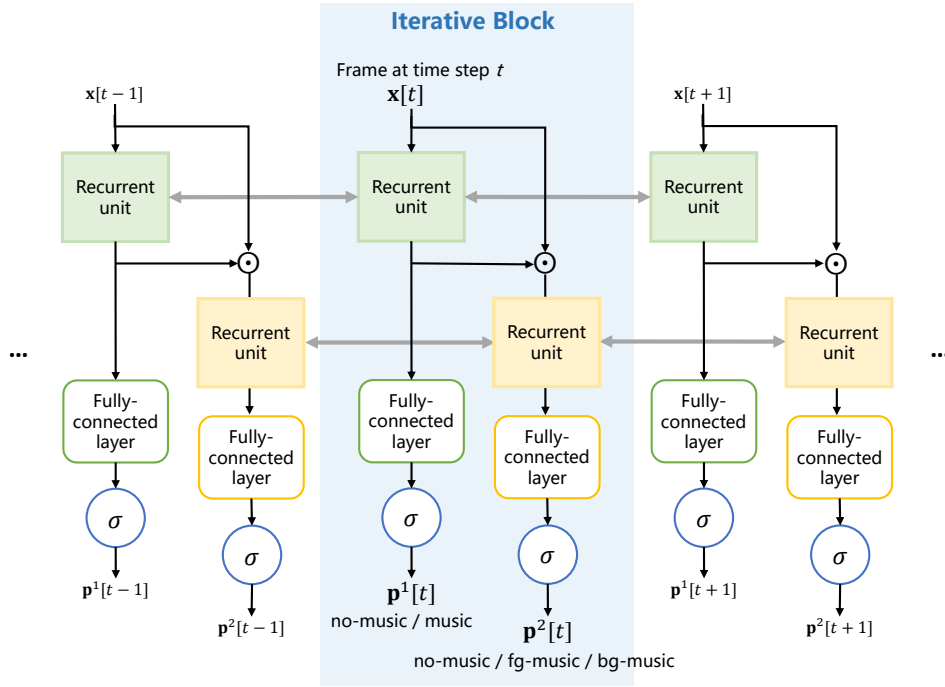 Iterative Block
Frame at time step t
x[t − 1]
x[t]
x[t + 1]
Recurrent
unit
Recurrent
unit
Recurrent
unit
Recurrent
unit
Recurrent
unit
Recurrent
unit
...
...
Fully-
connected
layer
Fully-
connected
layer
Fully-
connected
layer
Fully-
connected
layer
Fully-
connected
layer
Fully-
connected
layer
σ
σ
σ
σ
σ
σ
p¹[t − 1]
p¹[t]
no-music / music
p¹[t + 1]
p²[t − 1]
p²[t]
no-music / fg-music / bg-music
p²[t + 1]